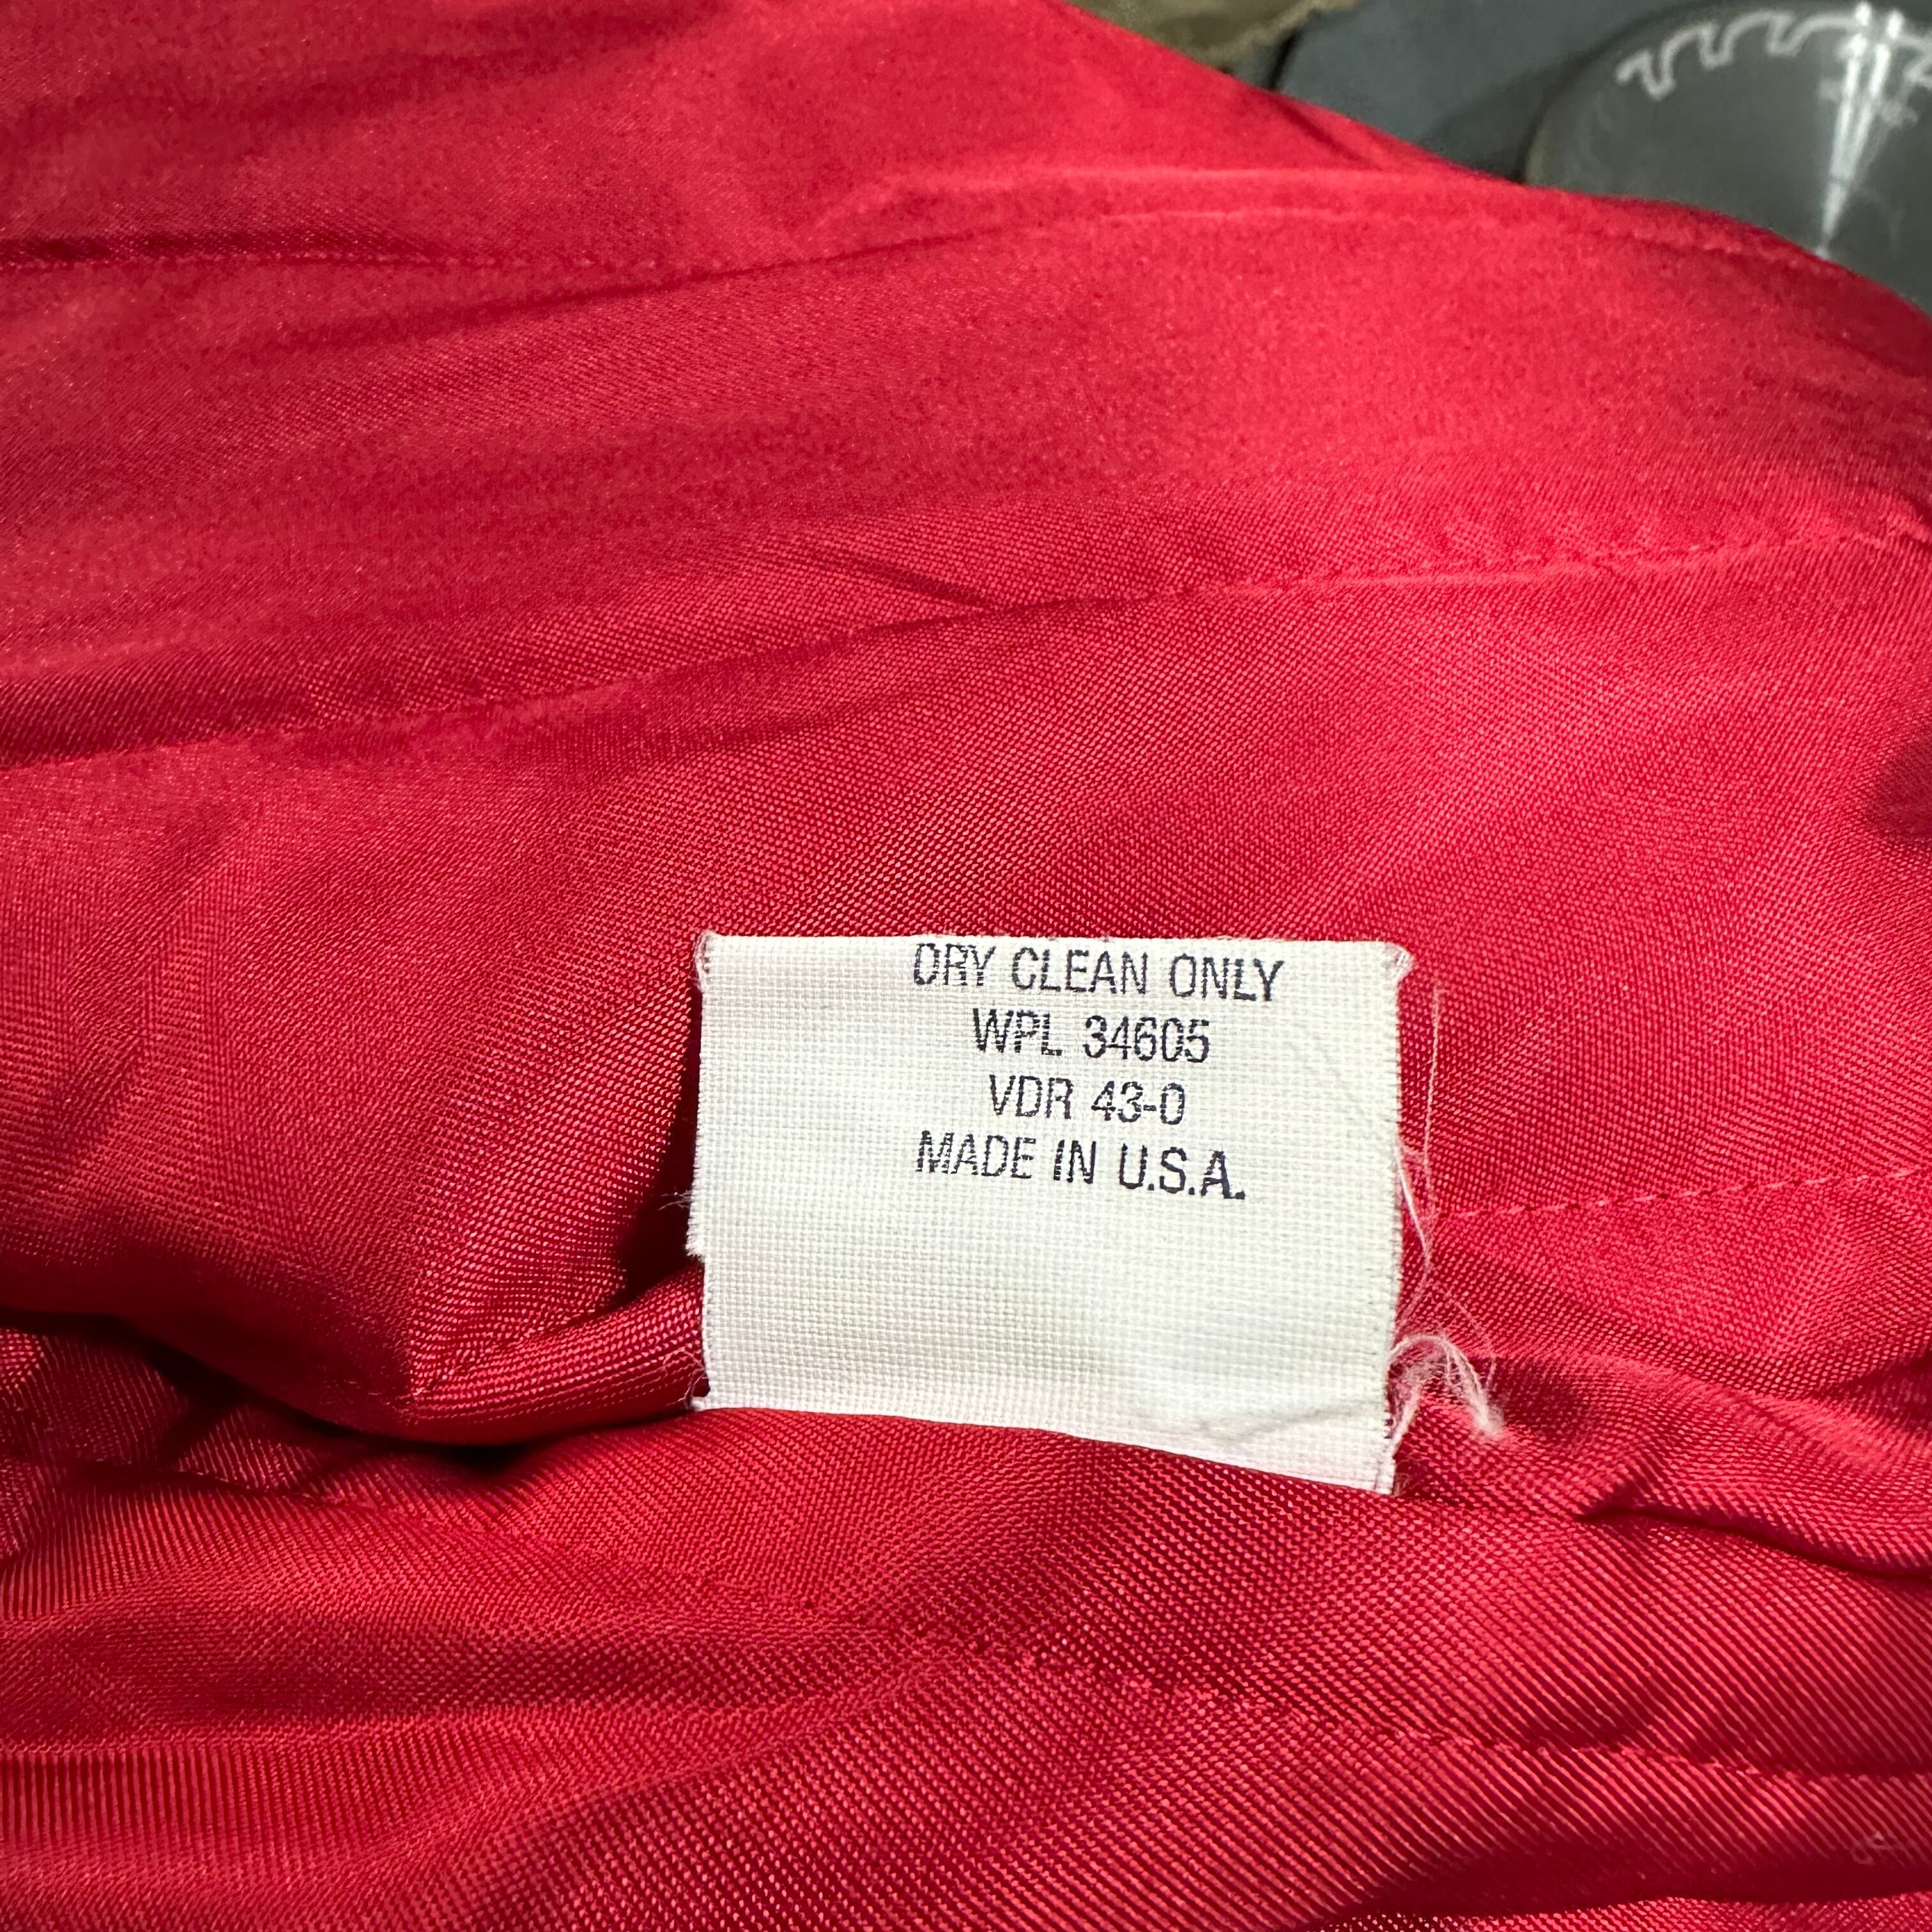 DRY CLEAN ONLY
WPL 34605
VDR 43-0
MADE IN U.S.A.